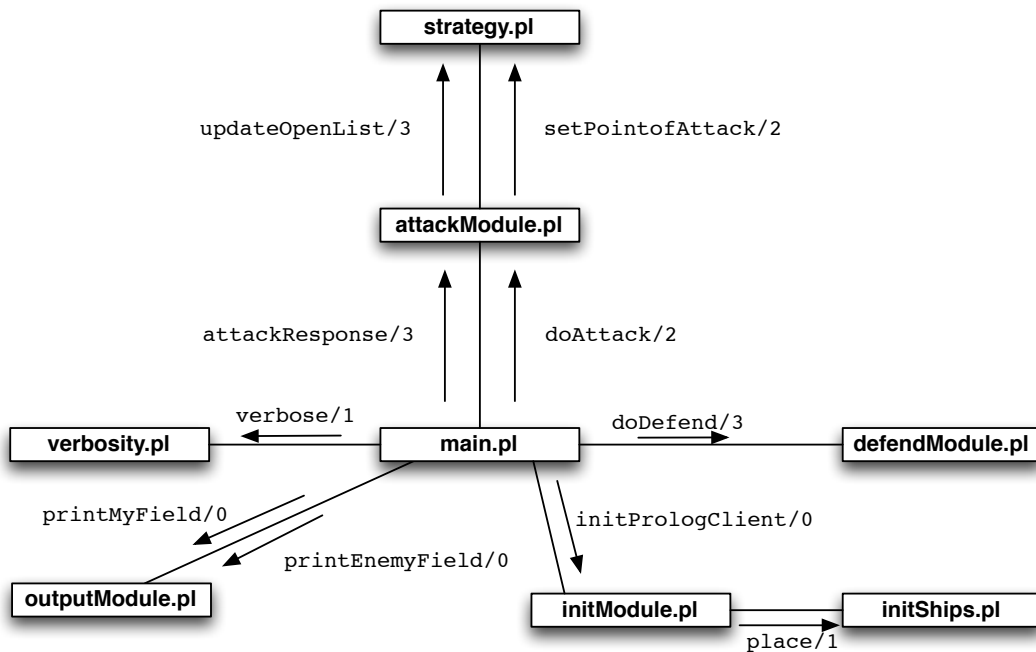 strategy.pl
updateOpenList/3
setPointofAttack/2
attackModule.pl
attackResponse/3
doAttack/2
verbose/1
doDefend/3
verbosity.pl
main.pl
defendModule.pl
printMyField/0
initPrologClient/0
printEnemyField/0
outputModule.pl
initModule.pl
initShips.pl
place/1